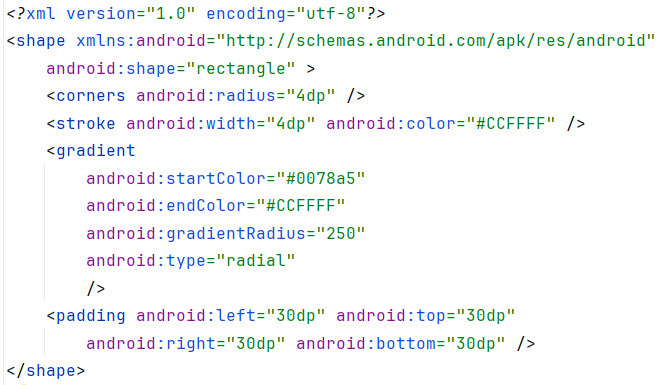 <?xml version="1.0" encoding="utf-8"?>
<shape xmlns:android="http://schemas.android.com/apk/res/android"
    android:shape="rectangle" >
    <corners android:radius="4dp" />
    <stroke android:width="4dp" android:color="#CCFFFF" />
    <gradient
        android:startColor="#0078a5"
        android:endColor="#CCFFFF"
        android:gradientRadius="250"
        android:type="radial"
        />
    <padding android:left="30dp" android:top="30dp"
        android:right="30dp" android:bottom="30dp" />
</shape>